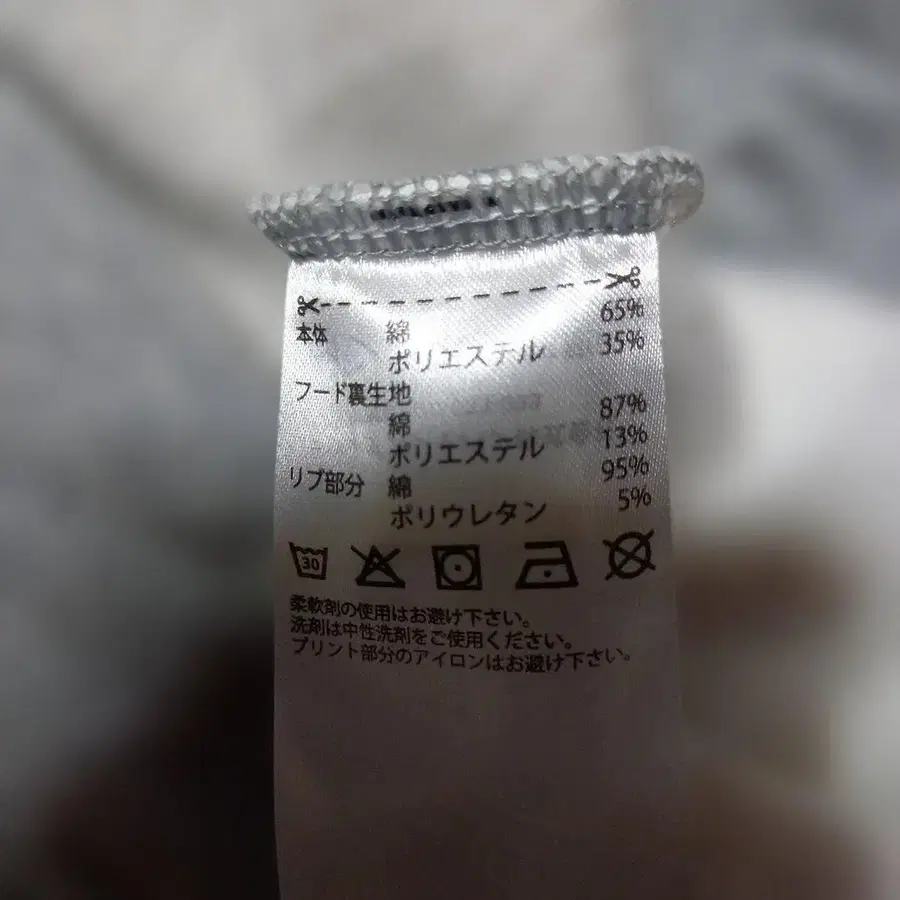 本体 綿 65%
ポリエステル 35%
フード裏生地
綿 87%
ポリエステル 13%
リブ部分 綿 95%
ポリウレタン 5%
30
柔軟剤の使用はお避け下さい。
洗剤は中性洗剤をご使用ください。
プリント部分のアイロンはお避け下さい。